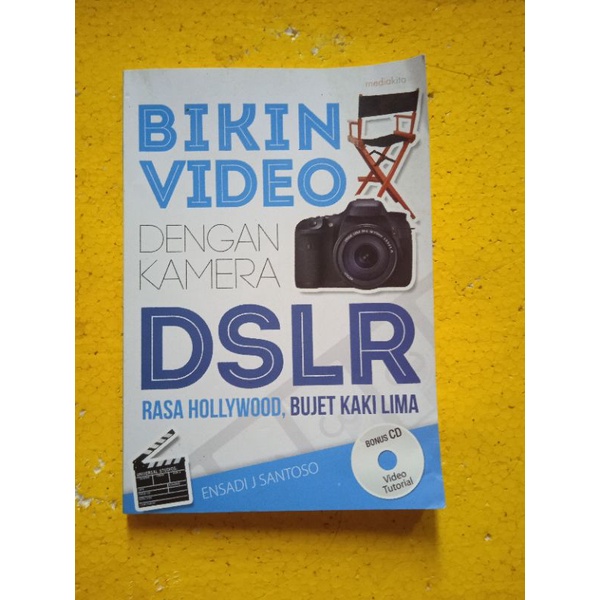 mediakita
BIKIN
VIDEO
DENGAN
KAMERA
DSLR
RASA HOLLYWOOD, BUJET KAKI LIMA
BONUS CD
Video
Tutorial
ENSADI J SANTOSO